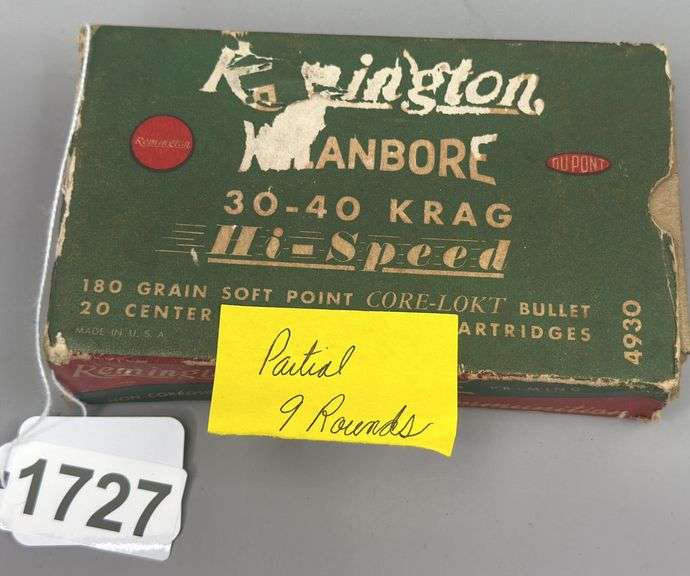 Remington
Remington
ANBORE
DU PONT
30-40 KRAG
Hi-Speed
180 GRAIN SOFT POINT CORE-LOKT BULLET
20 CENTER ARTRIDGES
MADE IN U.S.A.
4930
Partial
9 Rounds
Remington
1727